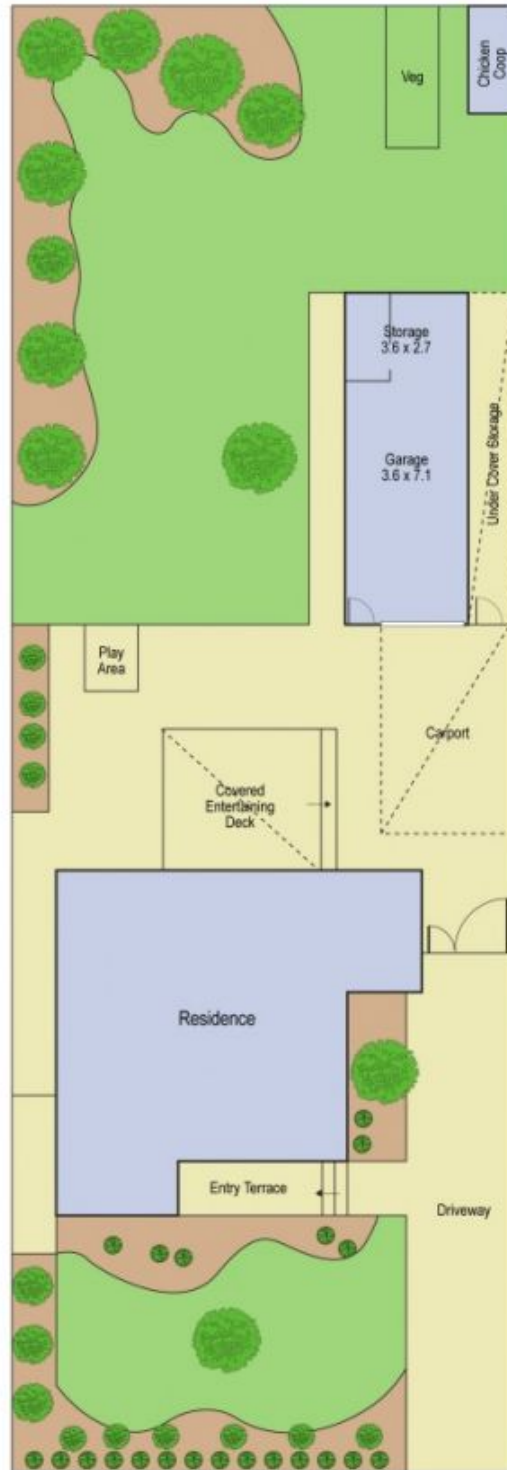 Veg
Chicken
Coop
Storage
3.6 x 2.7
Garage
3.6 x 7.1
Under Cover Storage
Play
Area
Carport
Covered
Entertaining
Deck
Residence
Entry Terrace
Driveway